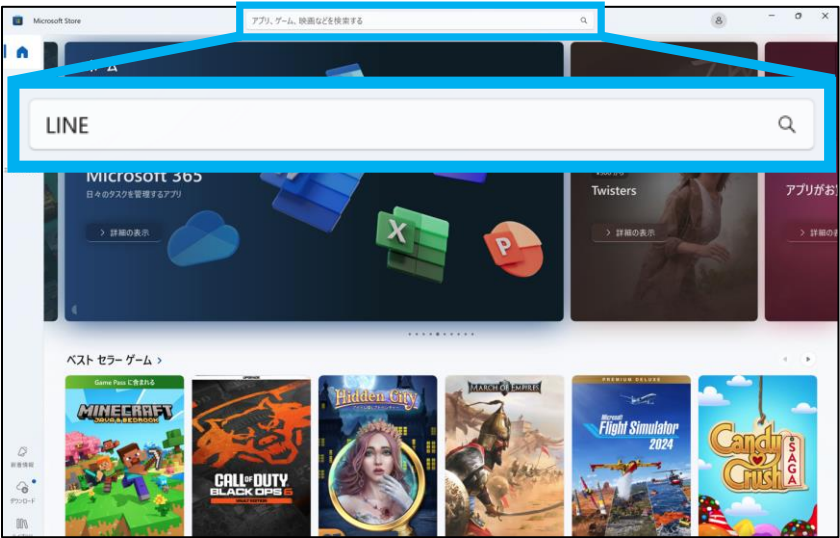 Microsoft Store
アプリ、ゲーム、映画などを検索する
LINE
Microsoft 365
日々のタスクを管理するアプリ
詳細の表示
Twisters
詳細の表示
アプリがお
詳細の
ベスト セラー ゲーム
Game Pass に含まれる
MINECRAFT
JAVA & BEDROCK
CALL OF DUTY
BLACK OPS 6
Hidden City
MARCH OF EMPIRES
PREMIUM DELUXE
Microsoft
Flight Simulator
2024
Candy
Crush
SAGA
新着情報
ダウンロード